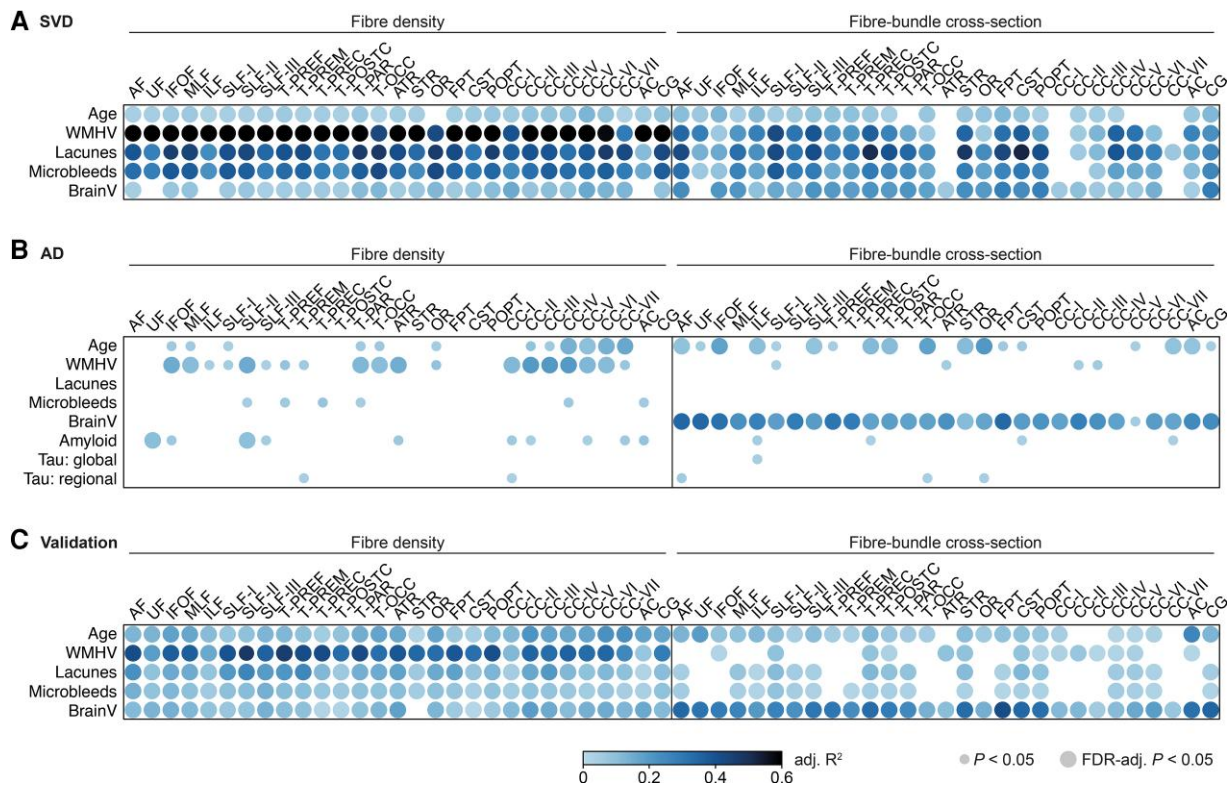 A SVD
Fibre density Fibre-bundle cross-section
AF UF IFOF MLF ILF SLF-I SLF-II SLF-III T-PREF T-PREM T-PREC T-POSTC T-PAR T-OCC ATR STR OR FPT CST POPT CC-I CC-II CC-III CC-IV CC-V CC-VI CC-VII AC CG AF UF IFOF MLF ILF SLF-I SLF-II SLF-III T-PREF T-PREM T-PREC T-POSTC T-PAR T-OCC ATR STR OR FPT CST POPT CC-I CC-II CC-III CC-IV CC-V CC-VI CC-VII AC CG
Age
WMHV
Lacunes
Microbleeds
BrainV
B AD
Fibre density Fibre-bundle cross-section
AF UF IFOF MLF ILF SLF-I SLF-II SLF-III T-PREF T-PREM T-PREC T-POSTC T-PAR T-OCC ATR STR OR FPT CST POPT CC-I CC-II CC-III CC-IV CC-V CC-VI CC-VII AC CG AF UF IFOF MLF ILF SLF-I SLF-II SLF-III T-PREF T-PREM T-PREC T-POSTC T-PAR T-OCC ATR STR OR FPT CST POPT CC-I CC-II CC-III CC-IV CC-V CC-VI CC-VII AC CG
Age
WMHV
Lacunes
Microbleeds
BrainV
Amyloid
Tau: global
Tau: regional
C Validation
Fibre density Fibre-bundle cross-section
AF UF IFOF MLF ILF SLF-I SLF-II SLF-III T-PREF T-PREM T-PREC T-POSTC T-PAR T-OCC ATR STR OR FPT CST POPT CC-I CC-II CC-III CC-IV CC-V CC-VI CC-VII AC CG AF UF IFOF MLF ILF SLF-I SLF-II SLF-III T-PREF T-PREM T-PREC T-POSTC T-PAR T-OCC ATR STR OR FPT CST POPT CC-I CC-II CC-III CC-IV CC-V CC-VI CC-VII AC CG
Age
WMHV
Lacunes
Microbleeds
BrainV
adj. R² P < 0.05 FDR-adj. P < 0.05
0 0.2 0.4 0.6